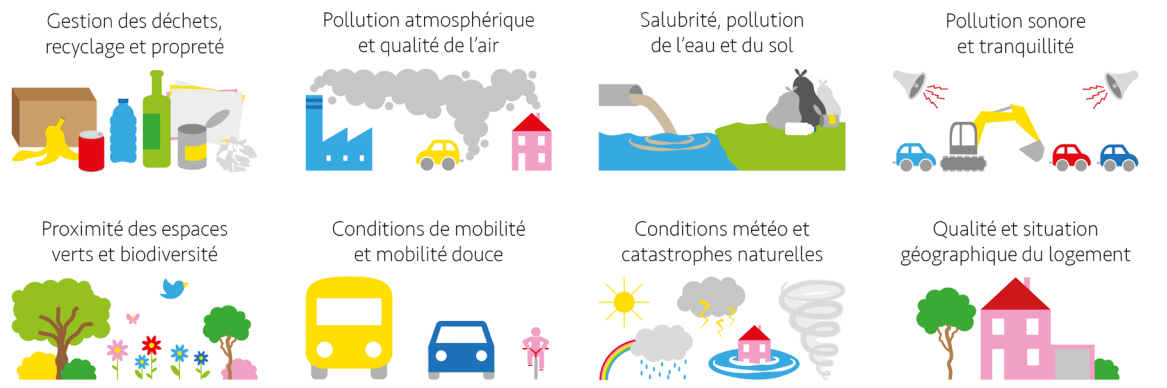 Gestion des déchets,
recyclage et propreté
Pollution atmosphérique
et qualité de l'air
Salubrité, pollution
de l'eau et du sol
Pollution sonore
et tranquillité
Proximité des espaces
verts et biodiversité
Conditions de mobilité
et mobilité douce
Conditions météo et
catastrophes naturelles
Qualité et situation
géographique du logement